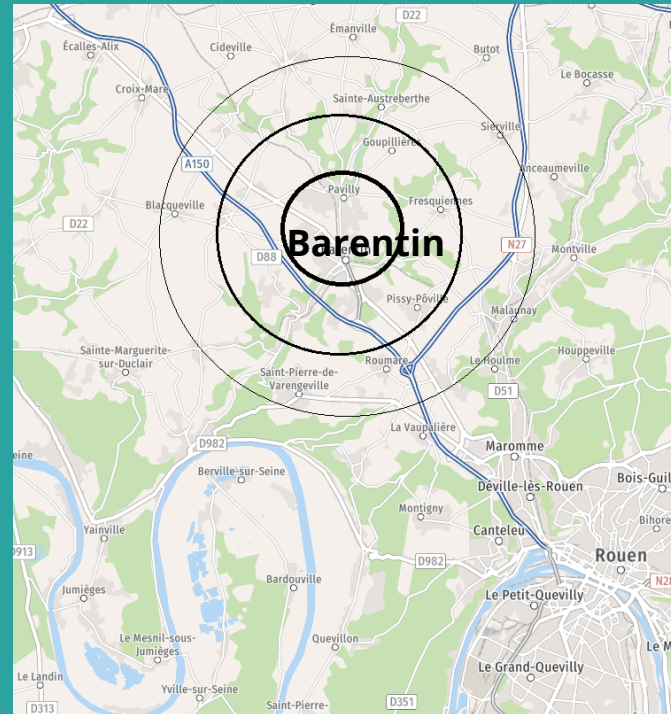 D22
Émanville
Écalles-Alix
Cideville
Butot
Le Bocasse
Croix-Mare
Sainte-Austreberthe
Sierville
Goupillières
A150
Anceaumeville
Pavilly
Fresquiennes
Blacqueville
D22
Barentin
N27
Montville
D88
Pissy-Pôville
Malaunay
Sainte-Marguerite-
sur-Duclair
Roumare
Le Houlme
Houppeville
Saint-Pierre-de-
Varengeville
D51
La Vaupalière
D982
Maromme
Berville-sur-Seine
Déville-lès-Rouen
Bois-Guil
Montigny
Bihore
Yainville
Canteleu
D913
D982
Rouen
Bardouville
N28
Jumièges
Le Petit-Quevilly
Le Mesnil-sous-
Jumièges
Quevillon
Le M
Le Grand-Quevilly
Le Landin
Yville-sur-Seine
D313
Saint-Pierre-
D351